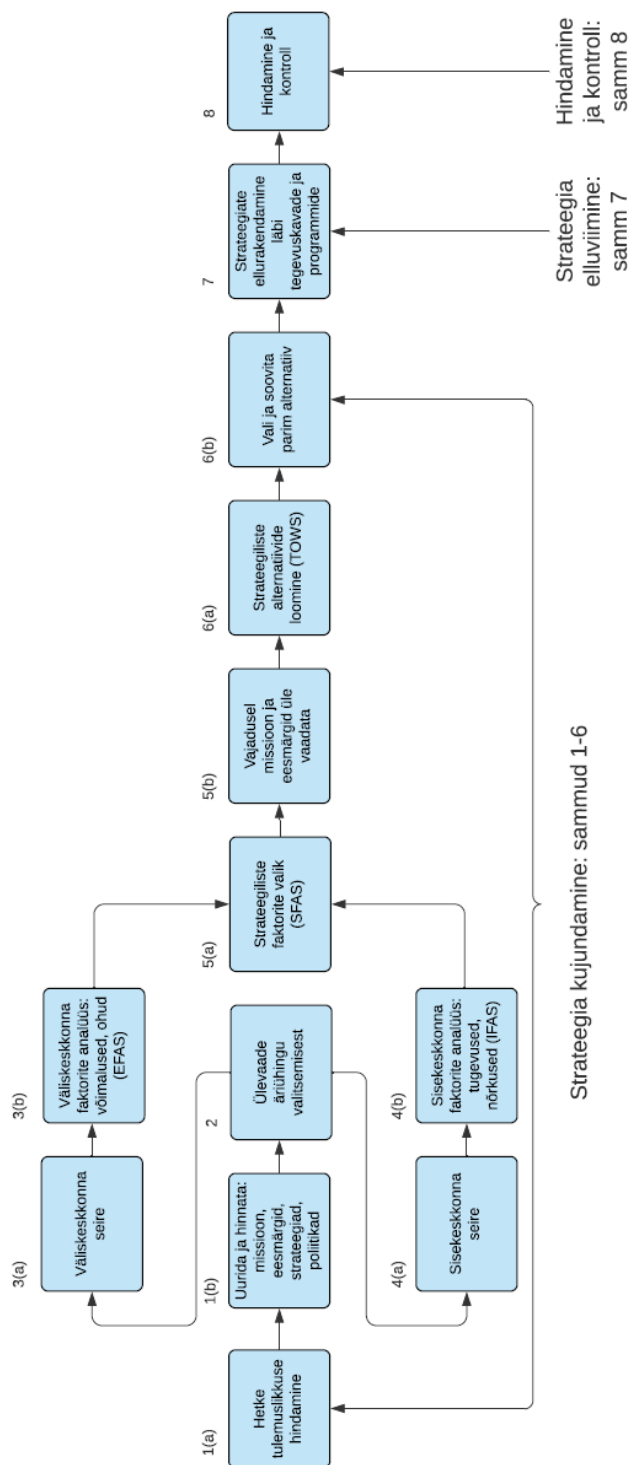 1(a)
Hetke
tulemuslikkuse
hindamine
1(b)
Uurida ja hinnata:
missioon,
eesmärgid,
strateegiad,
poliitikad
2
Ülevaade
äriühingu
valitsemisest
3(a)
Väliskeskkonna
seire
3(b)
Väliskeskkonna
faktorite analüüs:
võimalused, ohud
(EFAS)
4(a)
Sisekeskkonna
seire
4(b)
Sisekeskkonna
faktorite analüüs:
tugevused,
nõrkused (IFAS)
5(a)
Strateegiliste
faktorite valik
(SFAS)
5(b)
Vajadusel
missioon ja
eesmärgid üle
vaadata
6(a)
Strateegiliste
alternatiivide
loomine (TOWS)
6(b)
Vali ja soovita
parim alternatiiv
7
Strateegiate
ellurakendamine
läbi
tegevuskavade ja
programmide
8
Hindamine ja
kontroll
Strateegia kujundamine: sammud 1-6
Strateegia
elluviimine:
samm 7
Hindamine
ja kontroll:
samm 8